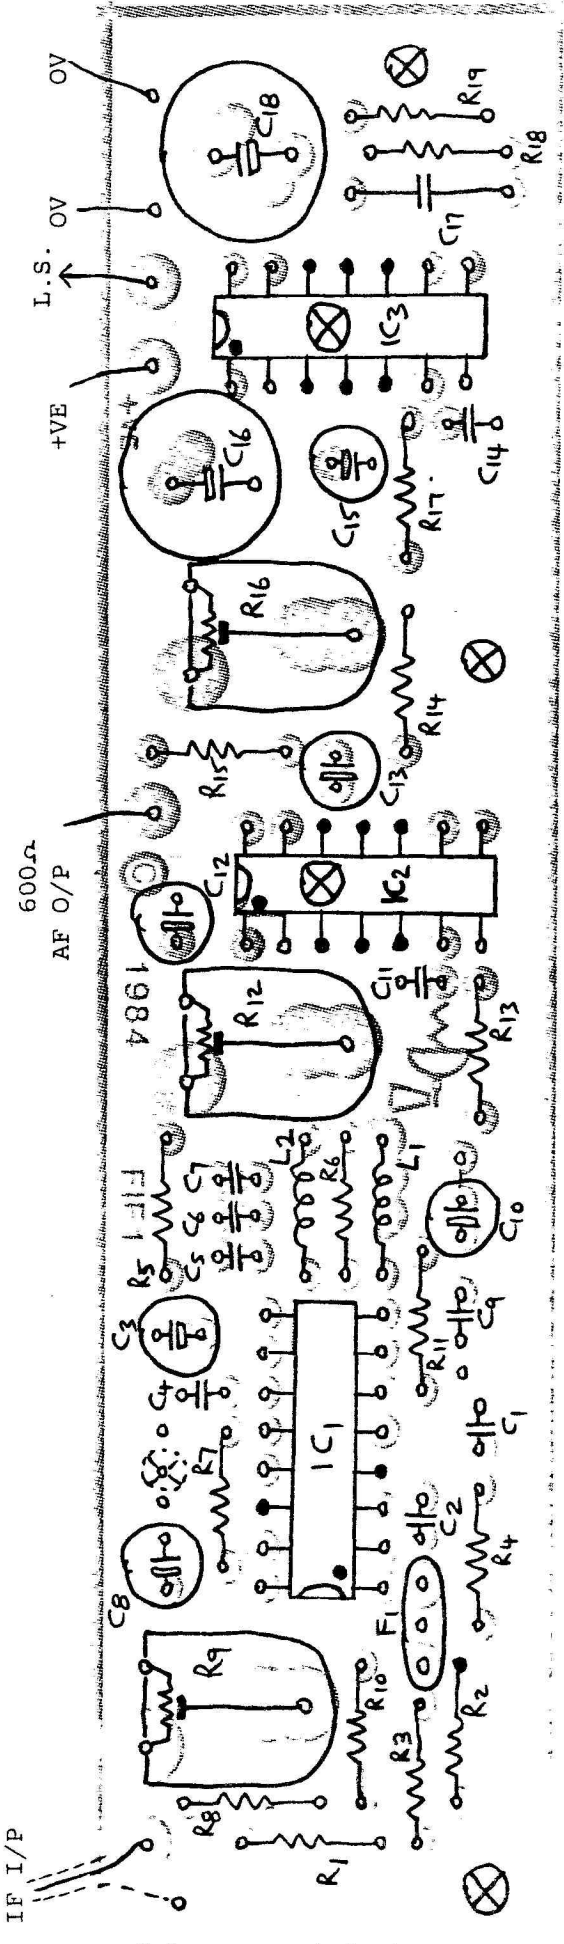 0V
0V
L.S.
+VE
600Ω
AF O/P
IF I/P
1984
FIF1
C18
R19
R18
C17
IC3
C16
C15
R17
C14
R16
R14
R15
C13
C12
IC2
R12
C11
R13
R5
C5
C6
C7
L2
R6
L1
C10
C3
C4
R7
IC1
R11
C9
C1
C8
C2
R4
F1
R9
R10
R3
R2
R8
R1